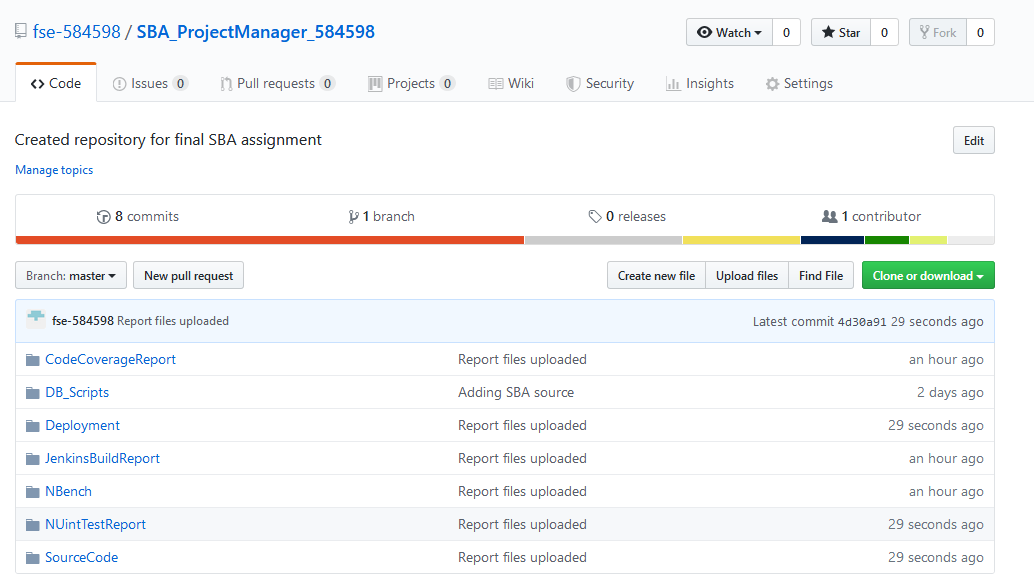 fse-584598 / SBA_ProjectManager_584598
Watch 0 Star 0 Fork 0
Code Issues 0 Pull requests 0 Projects 0 Wiki Security Insights Settings
Created repository for final SBA assignment
Edit
Manage topics
8 commits 1 branch 0 releases 1 contributor
Branch: master New pull request Create new file Upload files Find File Clone or download
fse-584598 Report files uploaded Latest commit 4d30a91 29 seconds ago
CodeCoverageReport Report files uploaded an hour ago
DB_Scripts Adding SBA source 2 days ago
Deployment Report files uploaded 29 seconds ago
JenkinsBuildReport Report files uploaded an hour ago
NBench Report files uploaded an hour ago
NUintTestReport Report files uploaded 29 seconds ago
SourceCode Report files uploaded 29 seconds ago